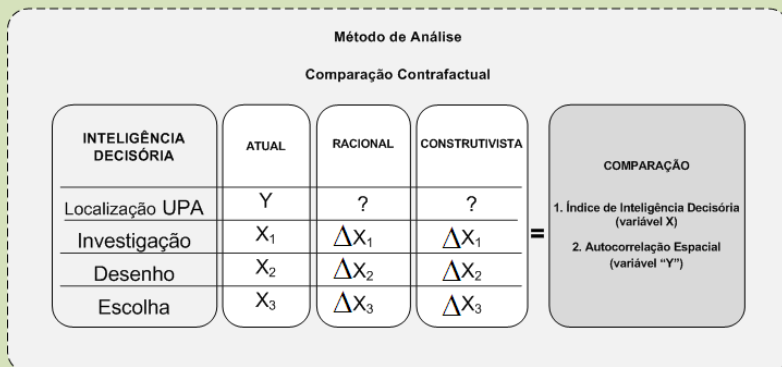 Método de Análise
Comparação Contrafactual
INTELIGÊNCIA
DECISÓRIA
ATUAL
RACIONAL
CONSTRUTIVISTA
Localização UPA
Y
?
?
Investigação
X₁
ΔX₁
ΔX₁
Desenho
X₂
ΔX₂
ΔX₂
Escolha
X₃
ΔX₃
ΔX₃
=
COMPARAÇÃO
1. Índice de Inteligência Decisória
(variável X)
2. Autocorrelação Espacial
(variável “Y”)